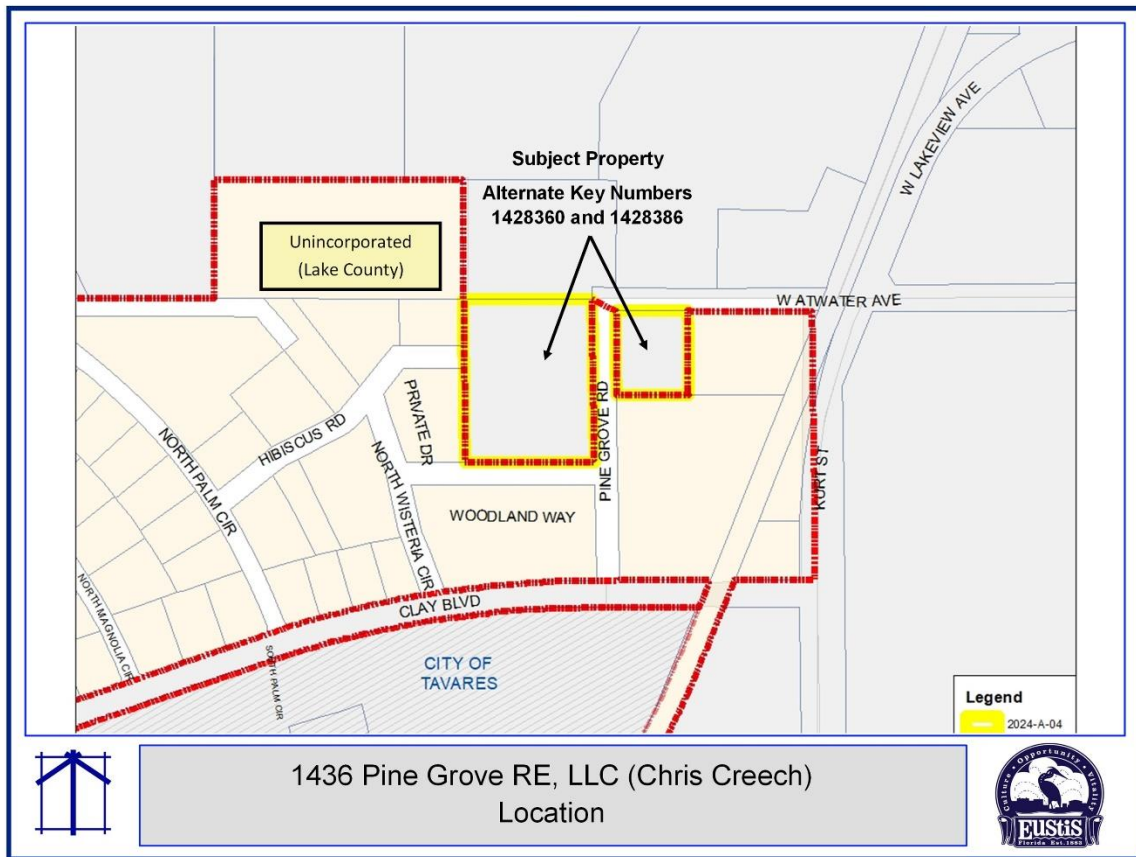 W LAKEVIEW AVE
Subject Property
Alternate Key Numbers
1428360 and 1428386
Unincorporated
(Lake County)
W ATWATER AVE
PINE GROVE RD
PRIVATE DR
HIBISCUS RD
NORTH PALM CIR
NORTH WISTERIA CIR
KURT ST
WOODLAND WAY
NORTH MAGNOLIA CIR
CLAY BLVD
SOUTH PALM CIR
CITY OF
TAVARES
Legend
2024-A-04
1436 Pine Grove RE, LLC (Chris Creech)
Location
Culture • Opportunity • Vitality
EUSTiS
Florida Est.1883